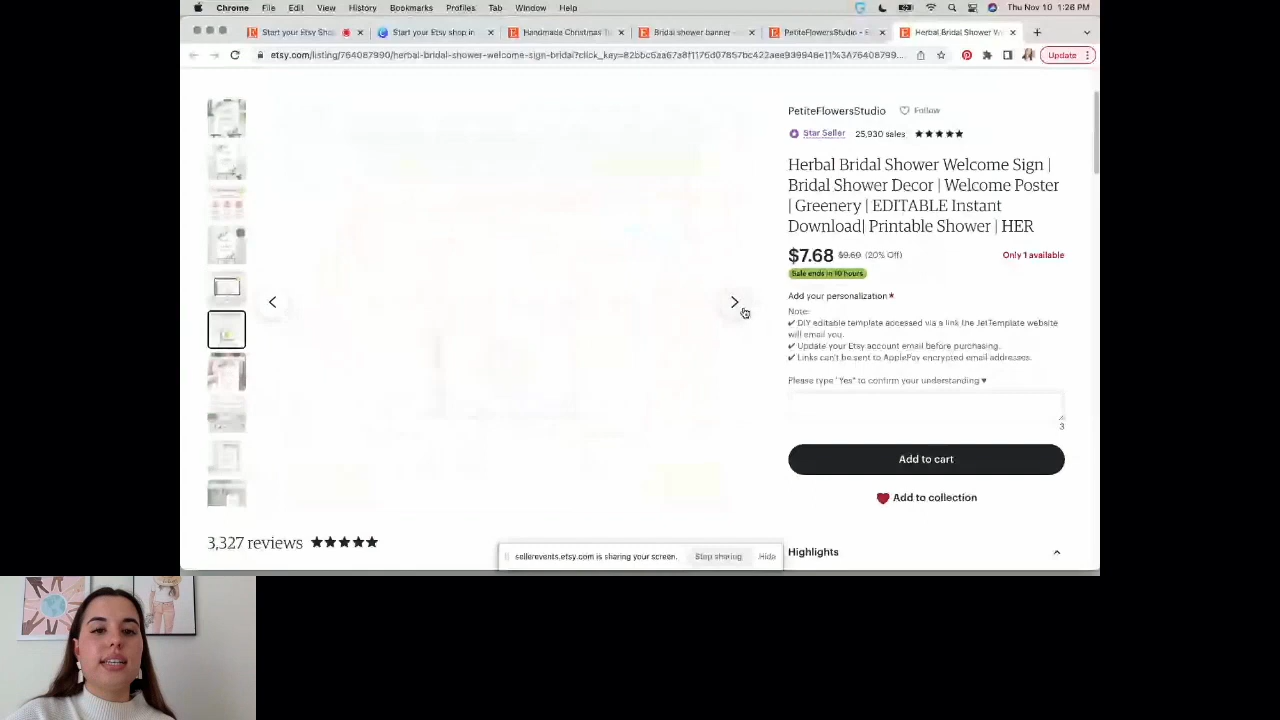 Chrome File Edit View History Bookmarks Profiles Tab Window Help Thu Nov 10 1:26 PM
Start your Etsy Shop Start your Etsy shop in Handmade Christmas Bridal shower banner PetiteFlowersStudio - E Herbal Bridal Shower We
Update
PetiteFlowersStudio Follow
Star Seller 25,930 sales
Herbal Bridal Shower Welcome Sign |
Bridal Shower Decor | Welcome Poster
| Greenery | EDITABLE Instant
Download| Printable Shower | HER
$7.68 $9.60 (20% Off) Only 1 available
Sale ends in 10 hours
Add your personalization *
Note:
✓ DIY editable template accessed via a link the JetTemplate website
will email you.
✓ Update your Etsy account email before purchasing.
✓ Links can't be sent to ApplePay encrypted email addresses.
Please type "Yes" to confirm your understanding ♥
3
Add to cart
Add to collection
3,327 reviews
sellerevents.etsy.com is sharing your screen. Stop sharing Hide
Highlights